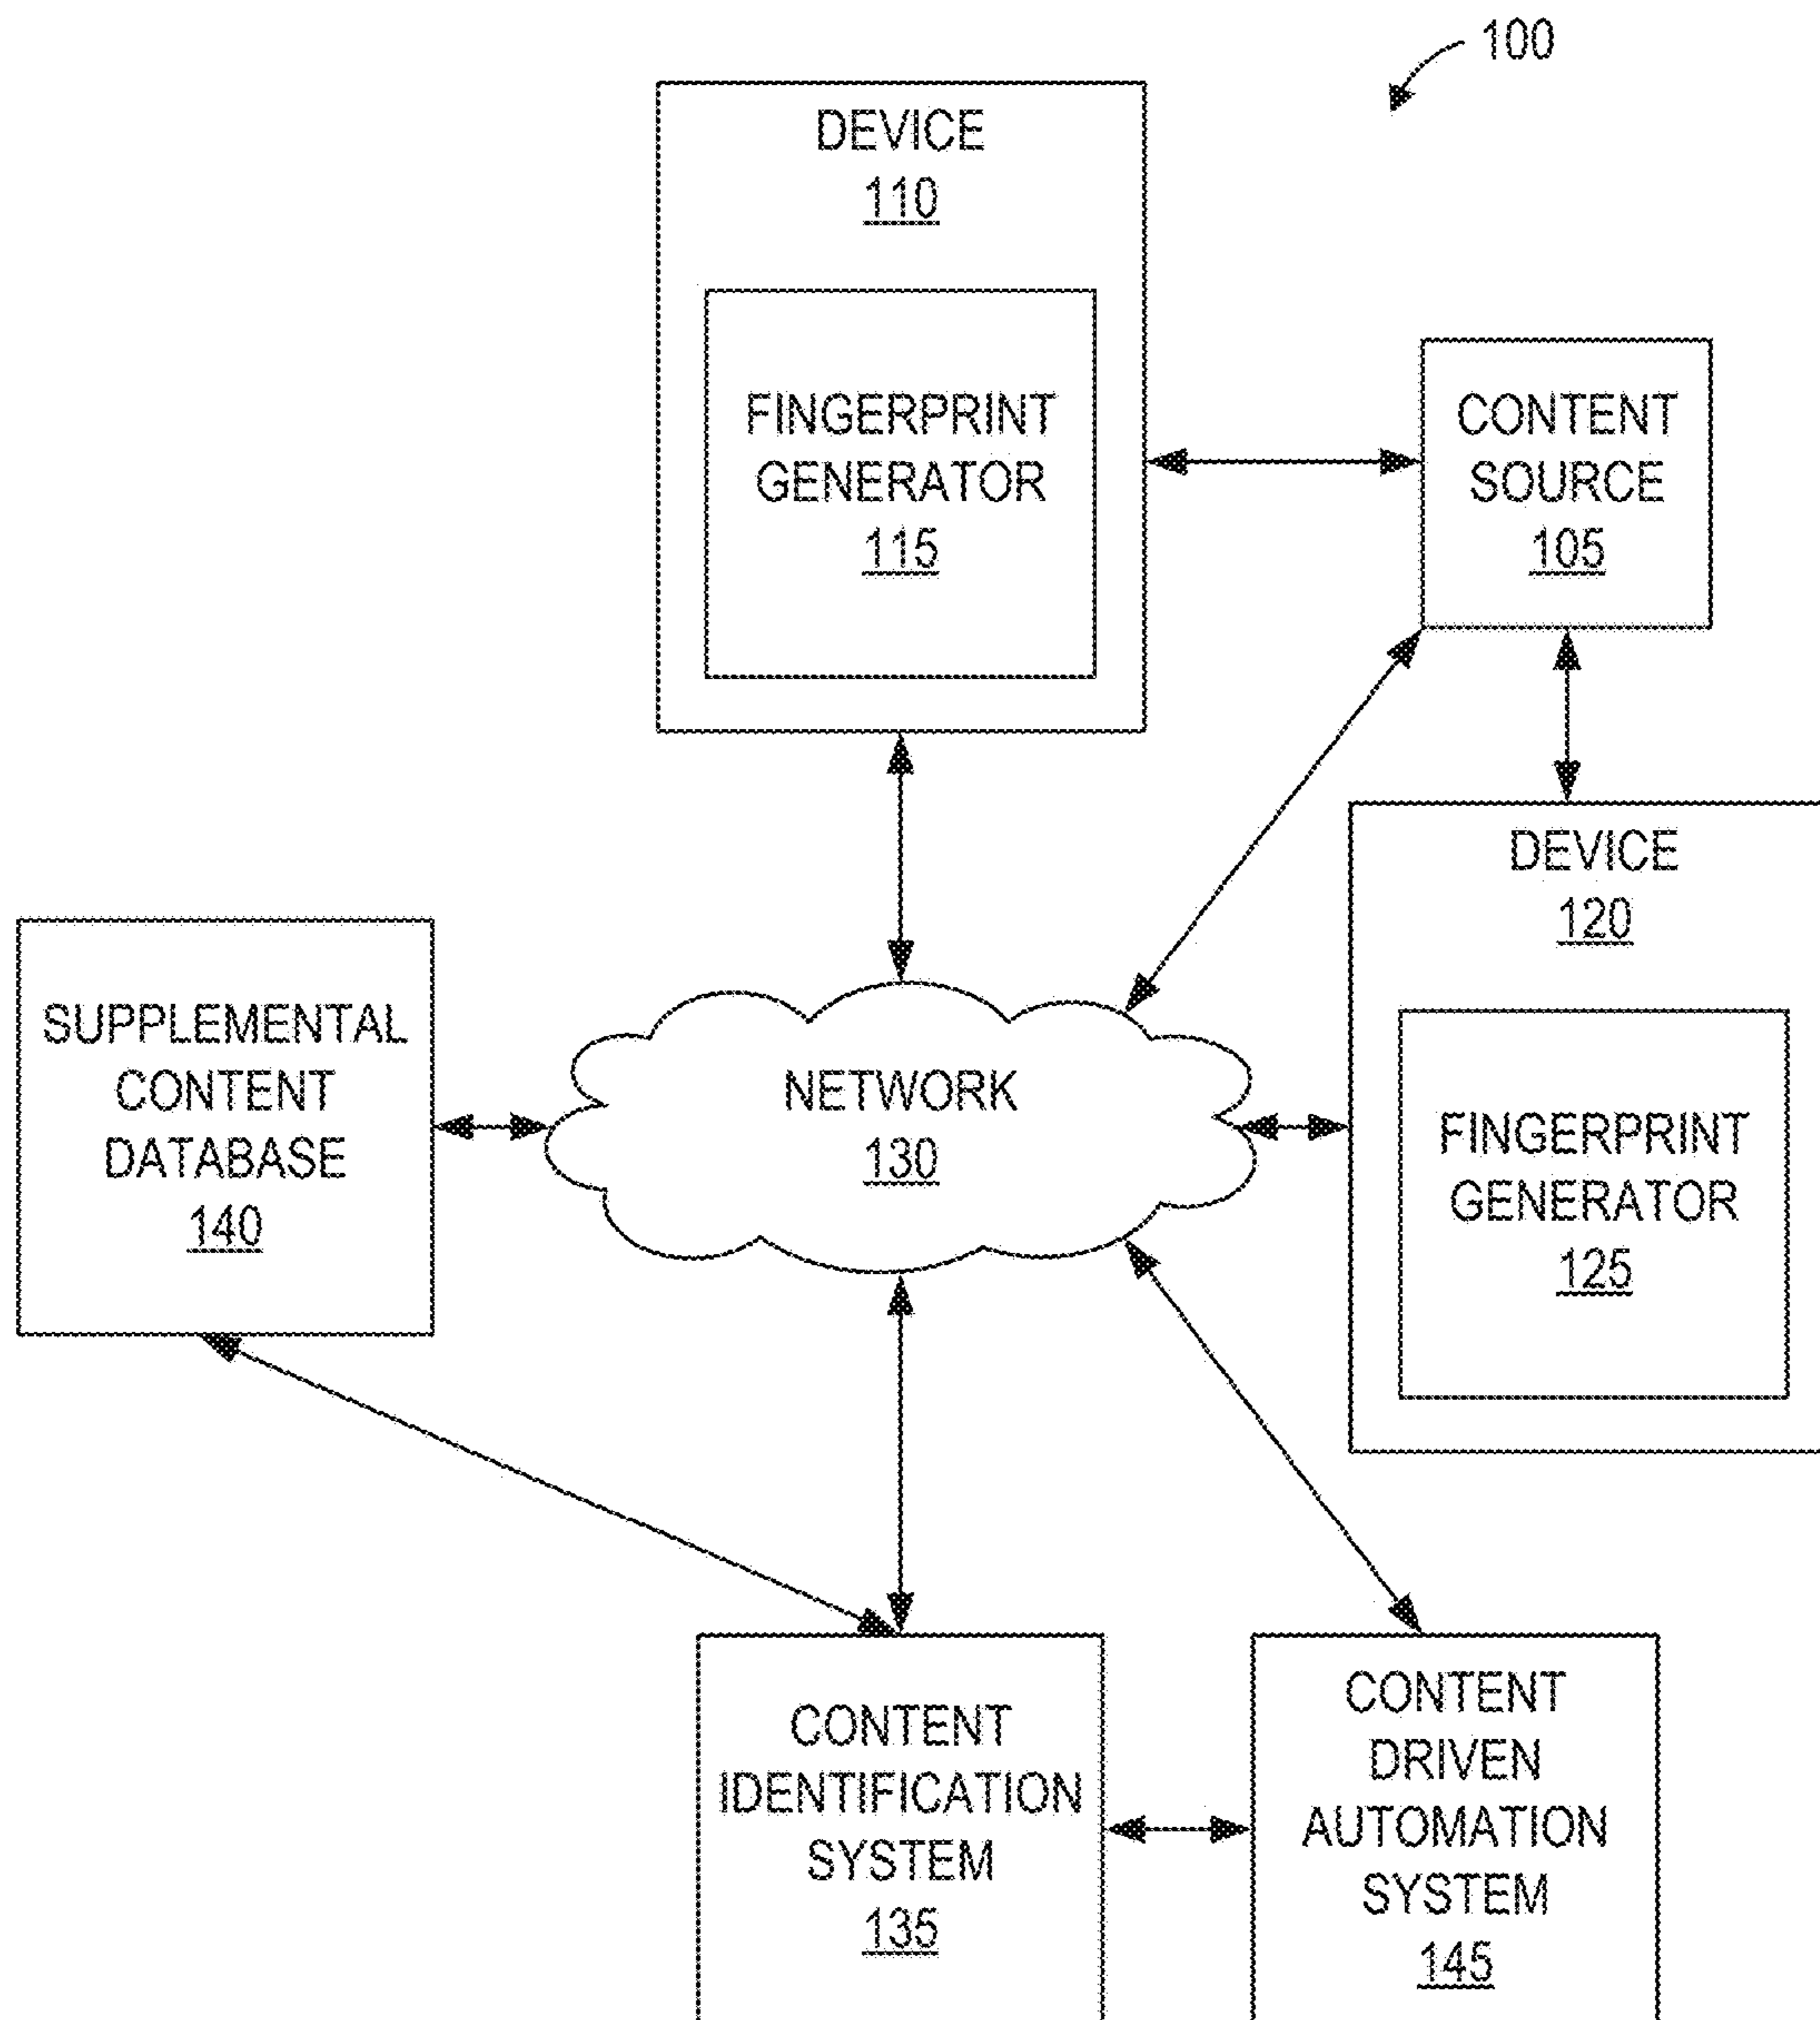 100
DEVICE
110
FINGERPRINT
GENERATOR
115
CONTENT
SOURCE
105
DEVICE
120
FINGERPRINT
GENERATOR
125
SUPPLEMENTAL
CONTENT
DATABASE
140
NETWORK
130
CONTENT
IDENTIFICATION
SYSTEM
135
CONTENT
DRIVEN
AUTOMATION
SYSTEM
145